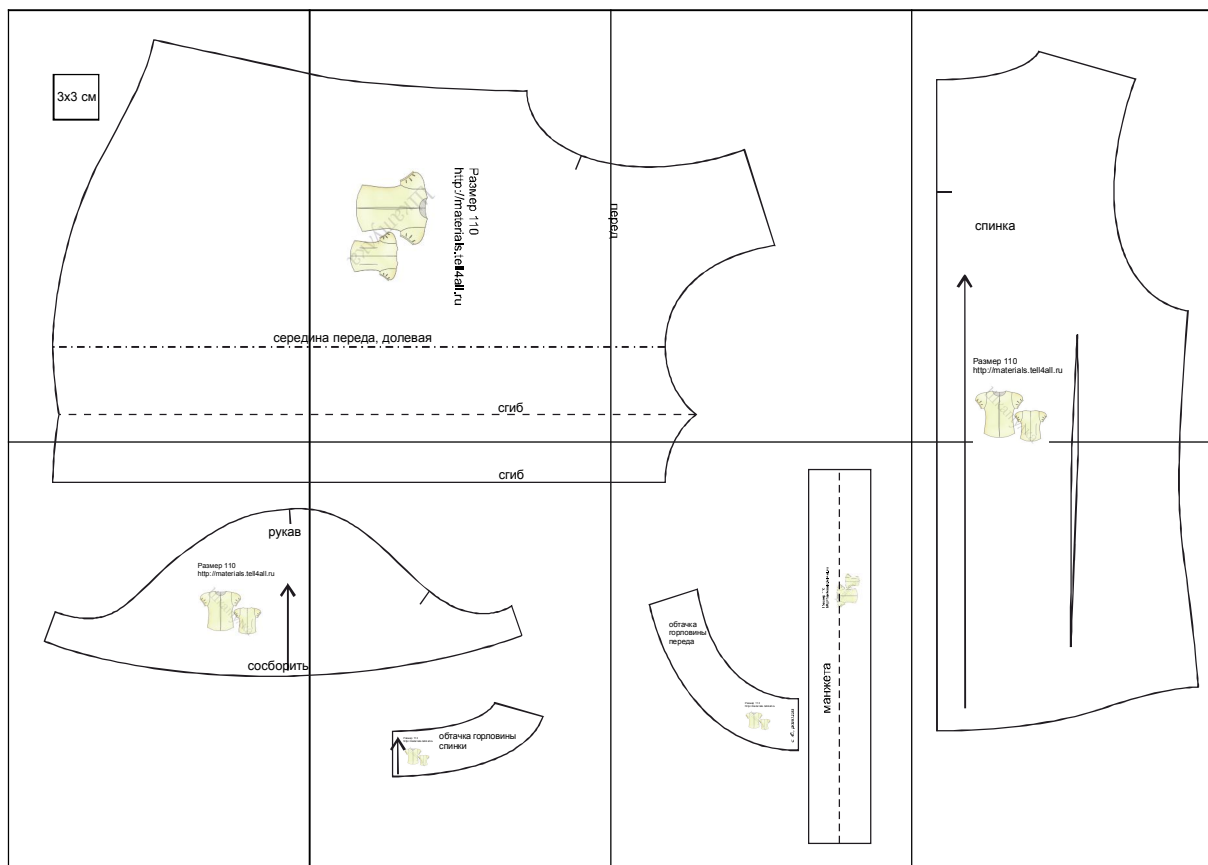 3x3 см
Размер 110
http://materials.tell4all.ru
перед
середина переда, долевая
сгиб
сгиб
спинка
Размер 110
http://materials.tell4all.ru
рукав
Размер 110
http://materials.tell4all.ru
сосборить
обтачка горловины
спинки
обтачка
горловины
переда
манжета